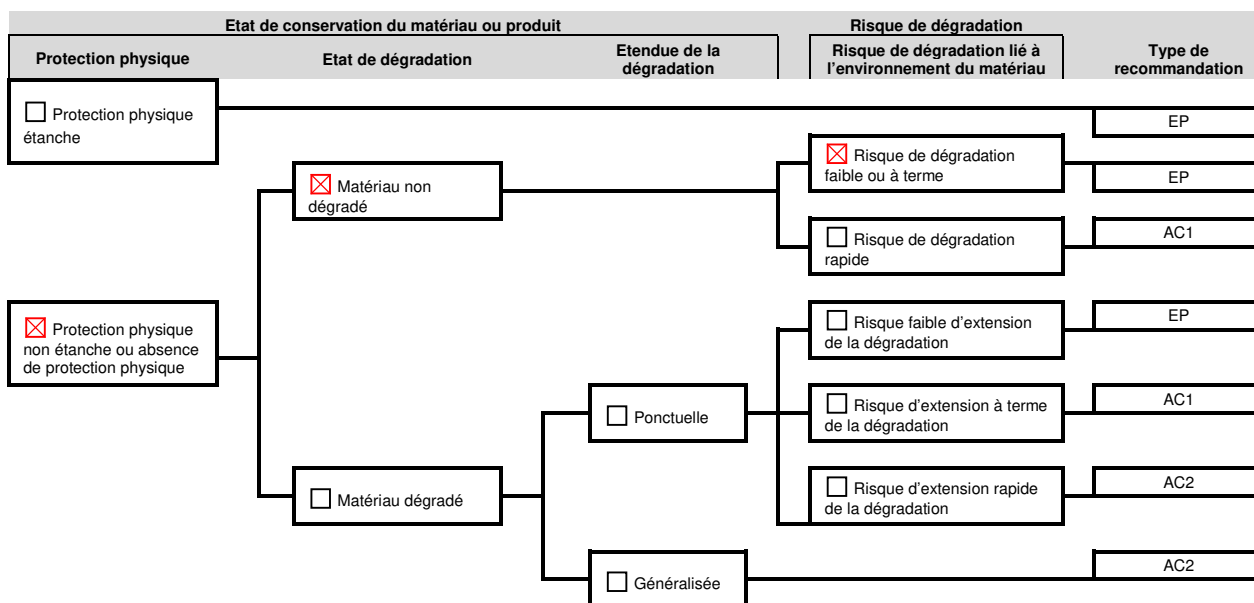 Etat de conservation du matériau ou produit
Risque de dégradation
Protection physique
Etat de dégradation
Etendue de la
dégradation
Risque de dégradation lié à
l'environnement du matériau
Type de
recommandation
Protection physique
étanche
EP
Matériau non
dégradé
Risque de dégradation
faible ou à terme
EP
Risque de dégradation
rapide
AC1
Protection physique
non étanche ou absence
de protection physique
Risque faible d'extension
de la dégradation
EP
Ponctuelle
Risque d'extension à terme
de la dégradation
AC1
Matériau dégradé
Risque d'extension rapide
de la dégradation
AC2
Généralisée
AC2